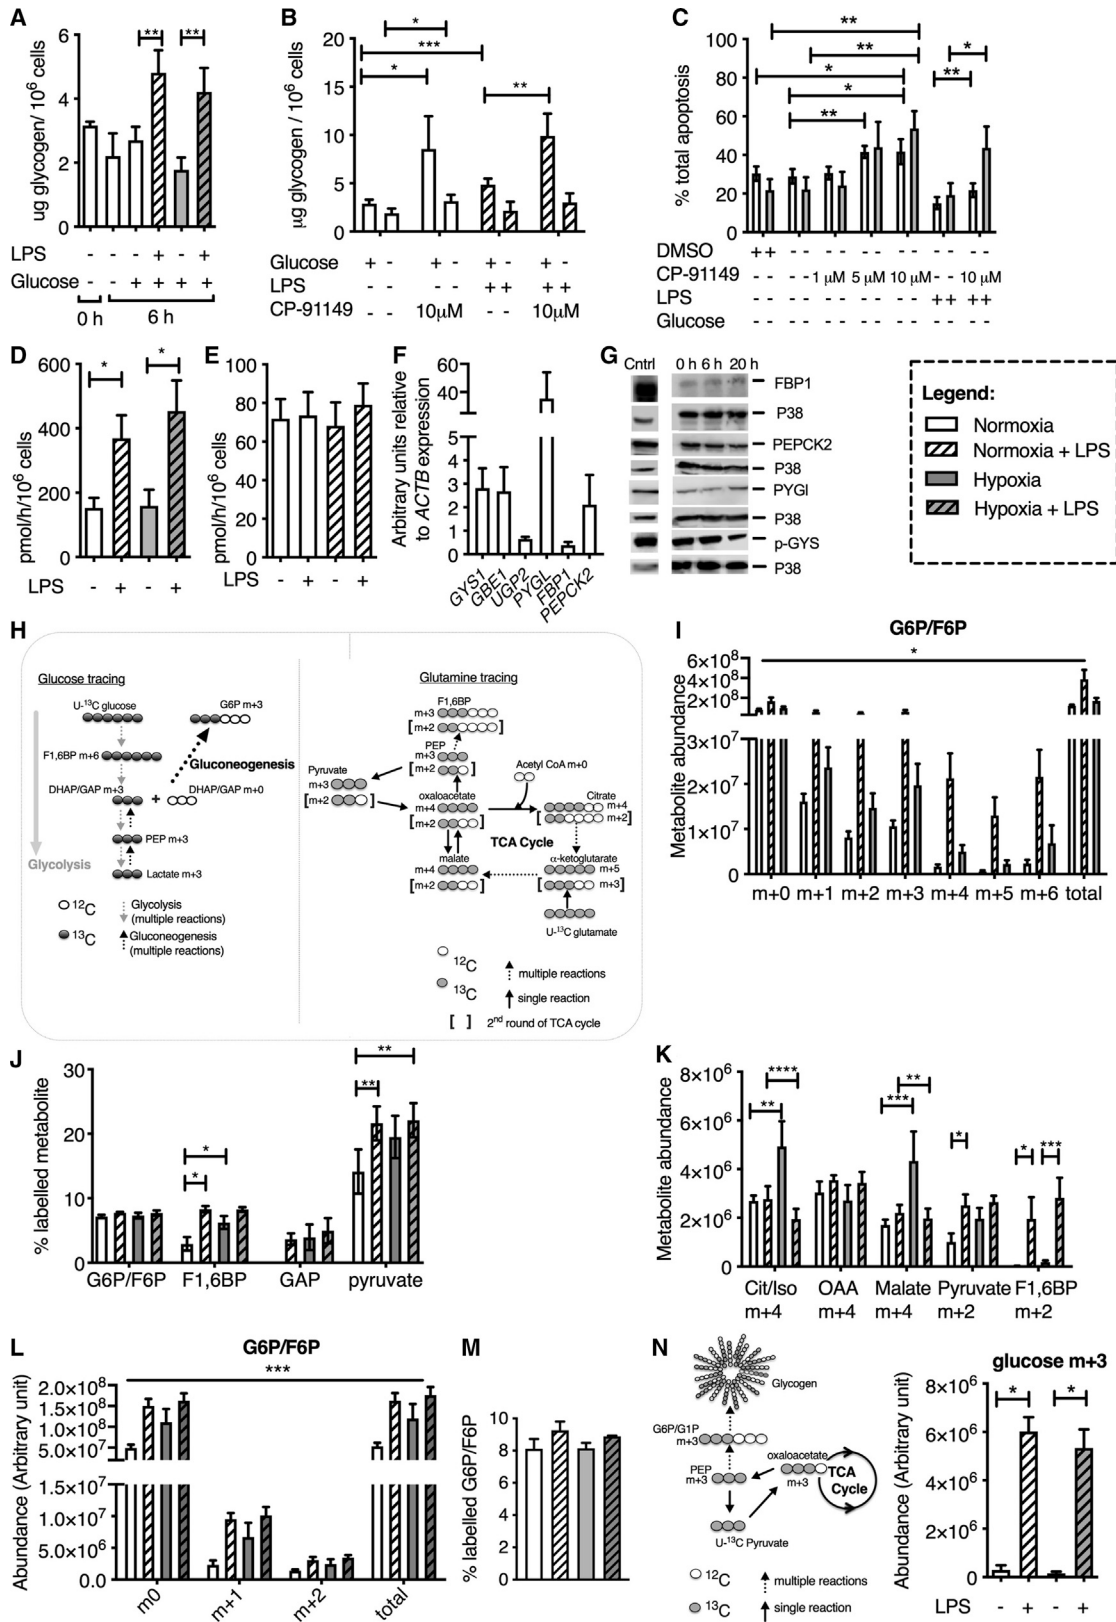 A
ug glycogen/ 10⁶ cells
6
4
2
0
** **
LPS - - - + - +
Glucose - - + + + +
0 h 6 h
B
µg glycogen / 10⁶ cells
20
15
10
5
0
*
***
*
**
Glucose + - + - + - + -
LPS - - - - + + + +
CP-91149 - - 10µM - - 10µM
C
% total apoptosis
100
80
60
40
20
0
**
**
*
*
**
*
**
DMSO + + - - - - - - - - - - - -
CP-91149 - - - - 1 µM 5 µM 10 µM - - 10 µM
LPS - - - - - - - - - - + + + +
Glucose - - - - - - - - - - - - - -
D
pmol/h/10⁶ cells
600
400
200
0
* *
LPS - + - +
E
pmol/h/10⁶ cells
100
80
60
40
20
0
LPS - + - +
F
Arbitrary units relative
to ACTB expression
60
40
20
5
4
3
2
1
0
GYS1 GBE1 UGP2 PYGL FBP1 PEPCK2
G
Cntrl 0 h 6 h 20 h
FBP1
P38
PEPCK2
P38
PYGl
P38
p-GYS
P38
Legend:
Normoxia
Normoxia + LPS
Hypoxia
Hypoxia + LPS
H
Glucose tracing
U-¹³C glucose
G6P m+3
F1,6BP m+6
Gluconeogenesis
DHAP/GAP m+3
+
DHAP/GAP m+0
PEP m+3
Glycolysis
Lactate m+3
¹²C
¹³C
Glycolysis
(multiple reactions)
Gluconeogenesis
(multiple reactions)
Glutamine tracing
F1,6BP
m+3
[m+2 ]
PEP
m+3
[m+2 ]
Pyruvate
m+3
[m+2 ]
Acetyl CoA m+0
oxaloacetate
m+4
[m+2 ]
Citrate
m+4
[ m+2]
TCA Cycle
malate
m+4
[m+2 ]
α-ketoglutarate
m+5
[ m+3]
U-¹³C glutamate
¹²C
¹³C
multiple reactions
single reaction
[ ] 2nd round of TCA cycle
I
G6P/F6P
*
Metabolite abundance
6×10⁸
4×10⁸
2×10⁸
3×10⁷
2×10⁷
1×10⁷
0
m+0 m+1 m+2 m+3 m+4 m+5 m+6 total
J
% labelled metabolite
30
20
10
0
*
*
**
**
G6P/F6P F1,6BP GAP pyruvate
K
Metabolite abundance
8×10⁶
6×10⁶
4×10⁶
2×10⁶
0
****
**
**
***
*
* ***
Cit/Iso OAA Malate Pyruvate F1,6BP
m+4 m+4 m+4 m+2 m+2
L
G6P/F6P
***
Abundance (Arbitrary unit)
2.0×10⁸
1.5×10⁸
1.0×10⁸
5.0×10⁷
1.5×10⁷
1.0×10⁷
5.0×10⁶
0.0
m0 m+1 m+2 total
M
% labelled G6P/F6P
10
8
6
4
2
0
N
Glycogen
G6P/G1P
m+3
PEP
m+3
oxaloacetate
m+3
TCA
Cycle
U-¹³C Pyruvate
¹²C
¹³C
multiple reactions
single reaction
glucose m+3
Abundance (Arbitrary unit)
8×10⁶
6×10⁶
4×10⁶
2×10⁶
0
* *
LPS - + - +